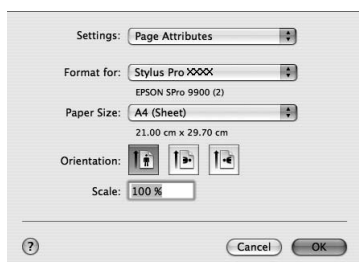 Settings: Page Attributes
Format for: Stylus Pro XXXX
EPSON SPro 9900 (2)
Paper Size: A4 (Sheet)
21.00 cm x 29.70 cm
Orientation:
Scale: 100 %
? Cancel OK